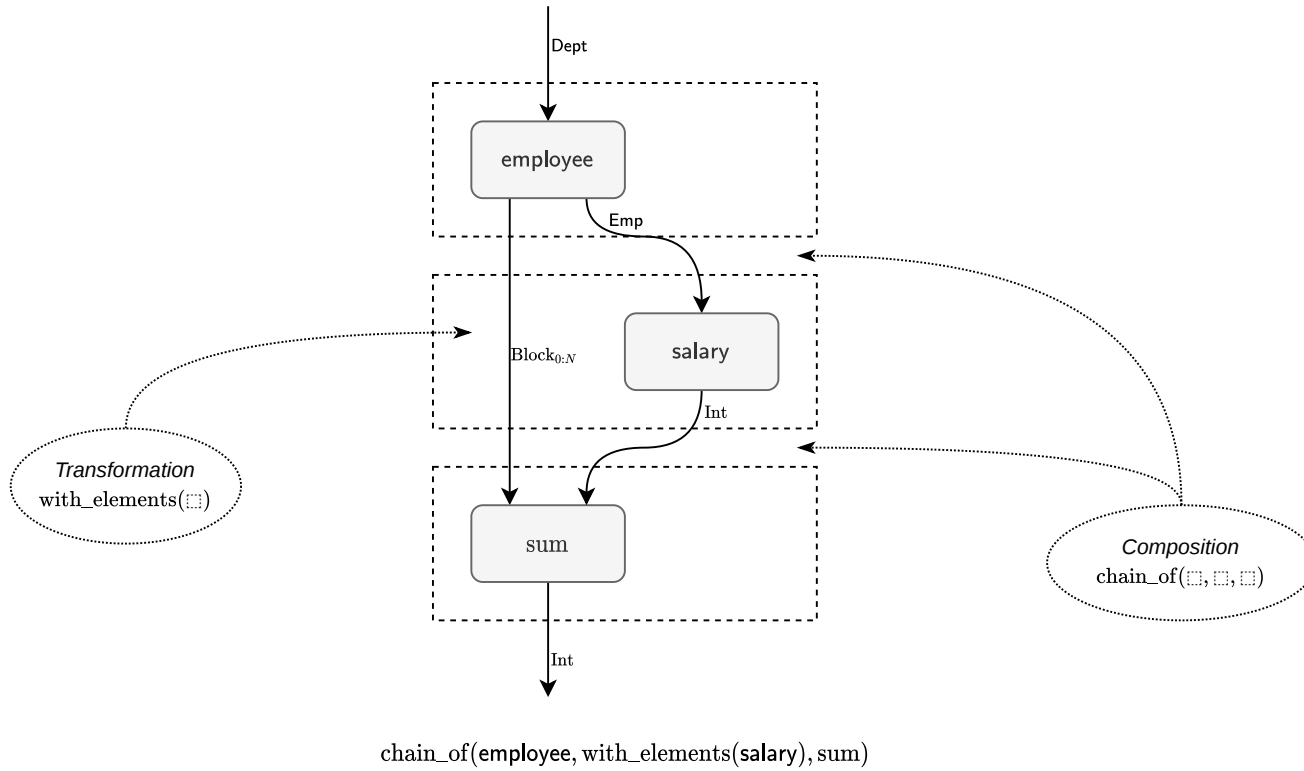 Dept
employee
Emp
Block0:N
salary
Int
Transformation
with_elements(⬚)
sum
Composition
chain_of(⬚, ⬚, ⬚)
Int
chain_of(employee, with_elements(salary), sum)